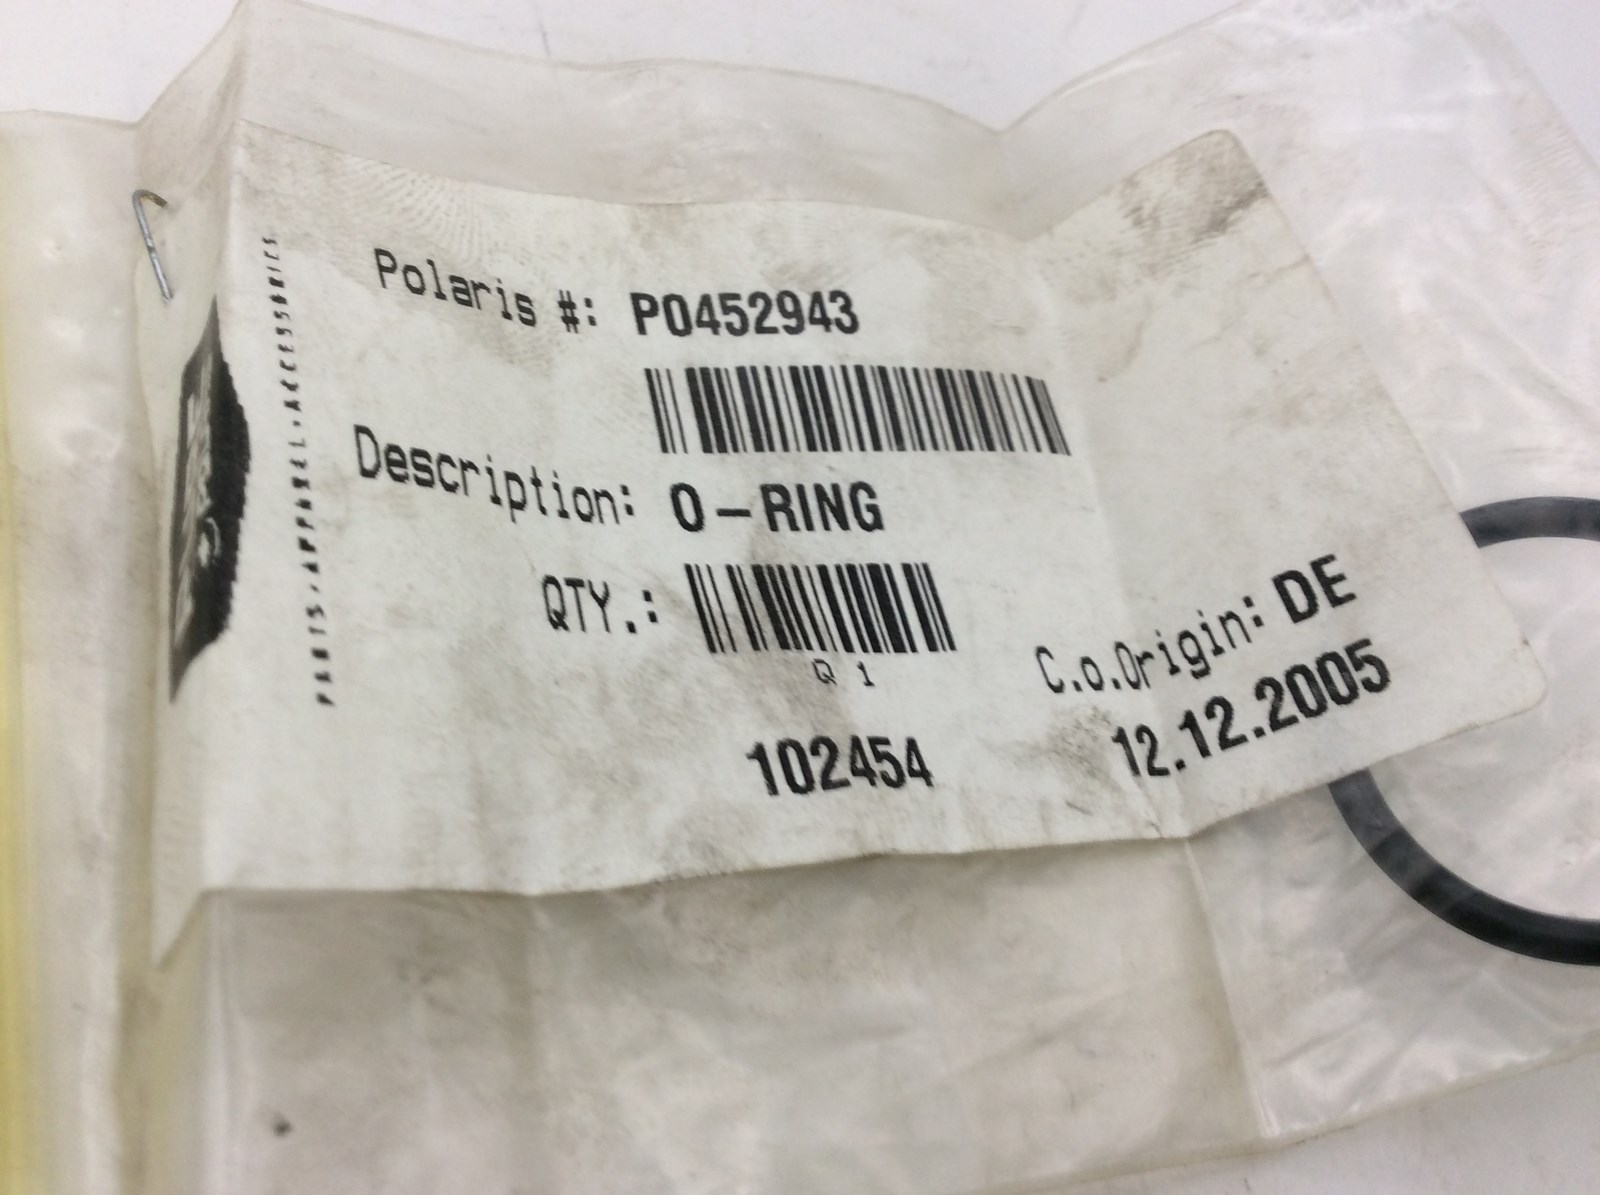 PARTS·APPAREL·ACCESSORIES
Polaris #: P0452943
Description: O-RING
QTY.:
Q 1
C.o.Origin: DE
102454
12.12.2005